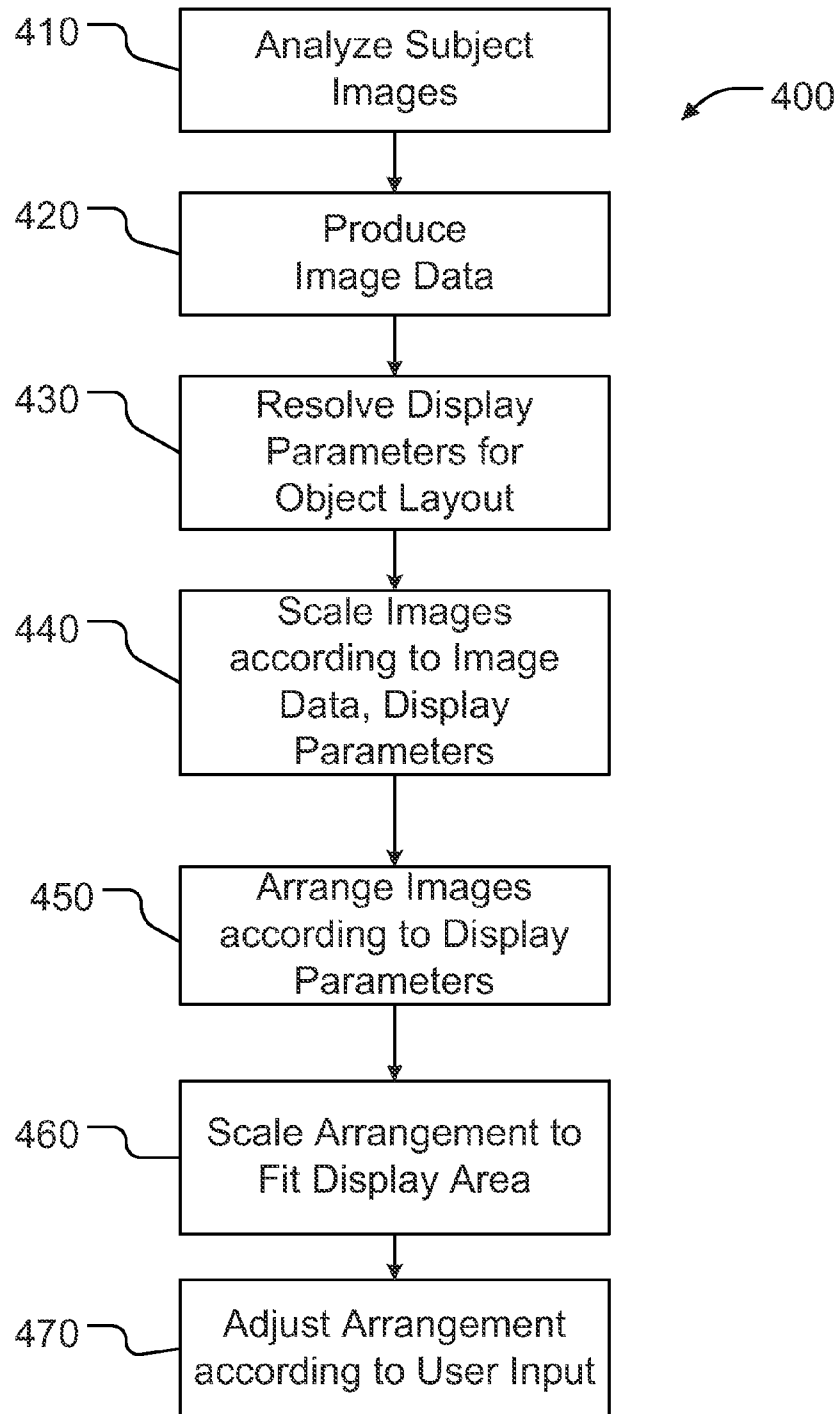 410
Analyze Subject
Images
400
420
Produce
Image Data
430
Resolve Display
Parameters for
Object Layout
440
Scale Images
according to Image
Data, Display
Parameters
450
Arrange Images
according to Display
Parameters
460
Scale Arrangement to
Fit Display Area
470
Adjust Arrangement
according to User Input